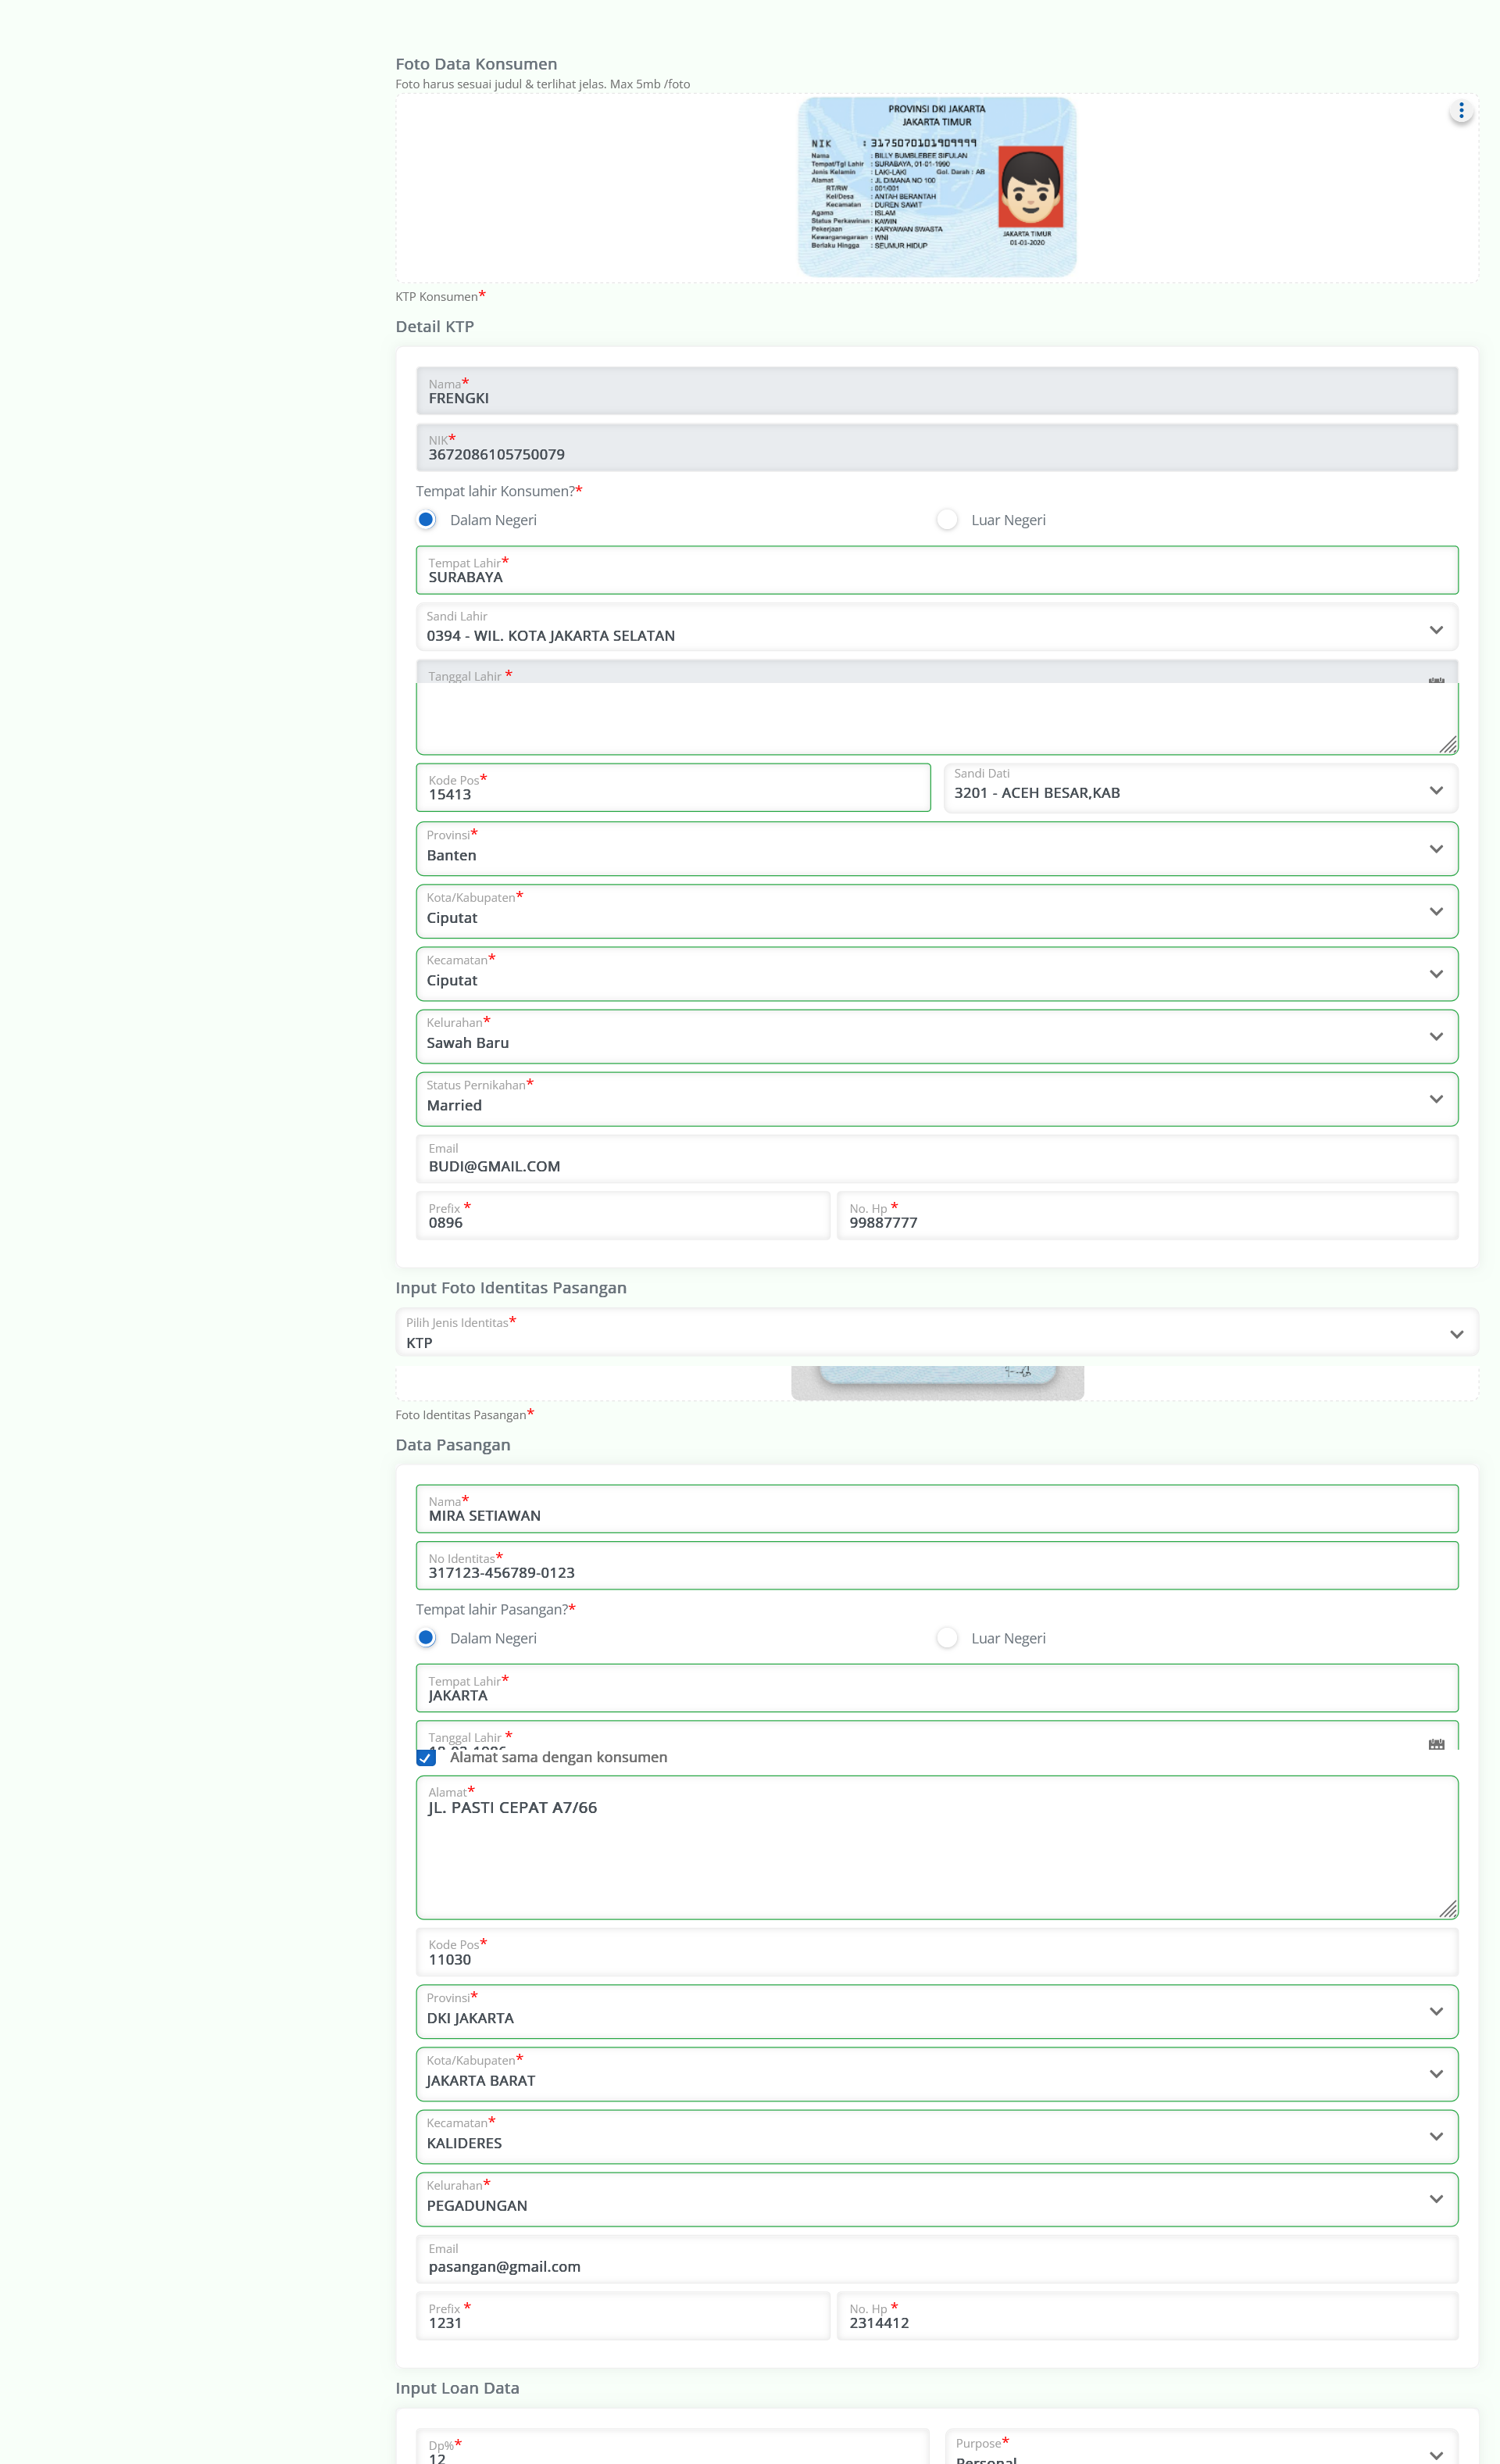 Foto Data Konsumen
Foto harus sesuai judul & terlihat jelas. Max 5mb /foto
PROVINSI DKI JAKARTA
JAKARTA TIMUR
NIK : 3175070101909999
Nama : BILLY BUMBLEBEE SIFULAN
Tempat/Tgl Lahir : SURABAYA, 01-01-1990
Jenis Kelamin : LAKI-LAKI Gol. Darah : AB
Alamat : JL.DIMANA NO 100
RT/RW : 001/001
Kel/Desa : ANTAH BERANTAH
Kecamatan : DUREN SAWIT
Agama : ISLAM
Status Perkawinan : KAWIN
Pekerjaan : KARYAWAN SWASTA
Kewarganegaraan : WNI
Berlaku Hingga : SEUMUR HIDUP
JAKARTA TIMUR
01-01-2020
KTP Konsumen*
Detail KTP
Nama*
FRENGKI
NIK*
3672086105750079
Tempat lahir Konsumen?*
Dalam Negeri Luar Negeri
Tempat Lahir*
SURABAYA
Sandi Lahir
0394 - WIL. KOTA JAKARTA SELATAN
Tanggal Lahir *
Kode Pos*
15413
Sandi Dati
3201 - ACEH BESAR,KAB
Provinsi*
Banten
Kota/Kabupaten*
Ciputat
Kecamatan*
Ciputat
Kelurahan*
Sawah Baru
Status Pernikahan*
Married
Email
BUDI@GMAIL.COM
Prefix *
0896
No. Hp *
99887777
Input Foto Identitas Pasangan
Pilih Jenis Identitas*
KTP
Foto Identitas Pasangan*
Data Pasangan
Nama*
MIRA SETIAWAN
No Identitas*
317123-456789-0123
Tempat lahir Pasangan?*
Dalam Negeri Luar Negeri
Tempat Lahir*
JAKARTA
Tanggal Lahir *
Alamat sama dengan konsumen
Alamat*
JL. PASTI CEPAT A7/66
Kode Pos*
11030
Provinsi*
DKI JAKARTA
Kota/Kabupaten*
JAKARTA BARAT
Kecamatan*
KALIDERES
Kelurahan*
PEGADUNGAN
Email
pasangan@gmail.com
Prefix *
1231
No. Hp *
2314412
Input Loan Data
Dp%*
12
Purpose*
Personal